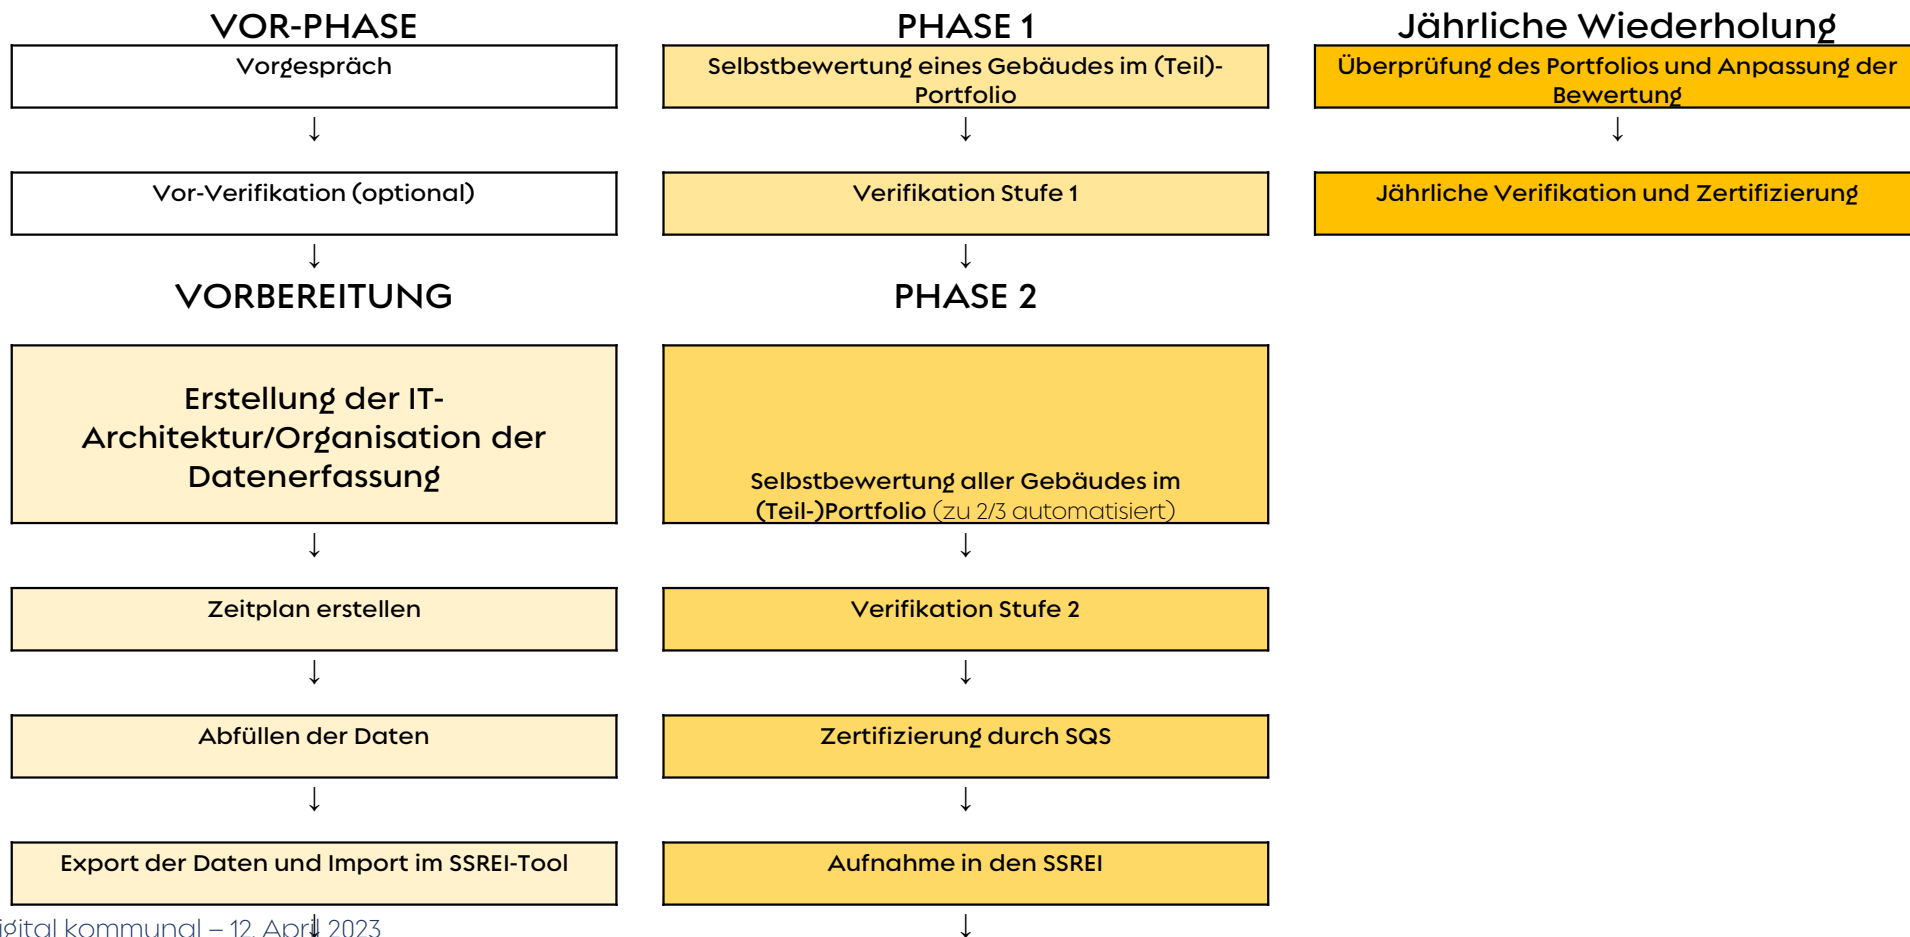 VOR-PHASE
Vorgespräch
↓
Vor-Verifikation (optional)
↓
VORBEREITUNG
Erstellung der IT-
Architektur/Organisation der
Datenerfassung
↓
Zeitplan erstellen
↓
Abfüllen der Daten
↓
Export der Daten und Import im SSREI-Tool
↓
PHASE 1
Selbstbewertung eines Gebäudes im (Teil)-
Portfolio
↓
Verifikation Stufe 1
↓
PHASE 2
Selbstbewertung aller Gebäudes im
(Teil-)Portfolio (zu 2/3 automatisiert)
↓
Verifikation Stufe 2
↓
Zertifizierung durch SQS
↓
Aufnahme in den SSREI
↓
Jährliche Wiederholung
Überprüfung des Portfolios und Anpassung der
Bewertung
↓
Jährliche Verifikation und Zertifizierung
igital kommunal – 12. April 2023